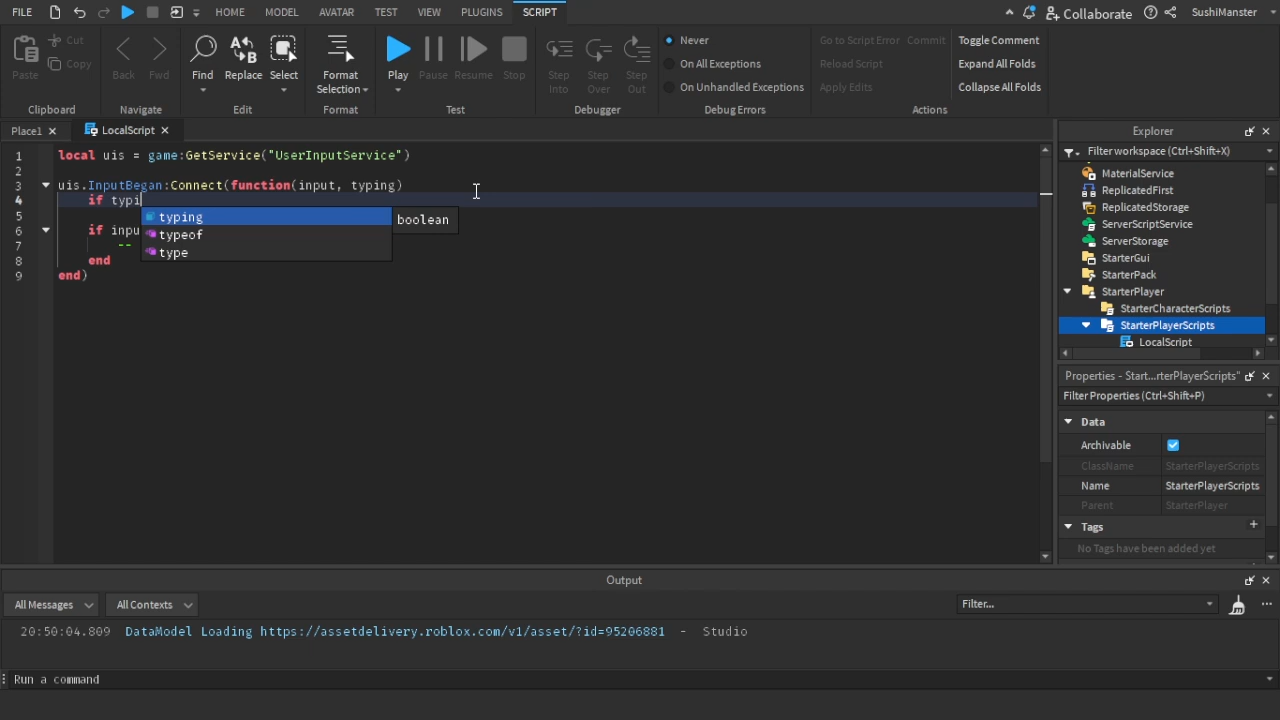 FILE HOME MODEL AVATAR TEST VIEW PLUGINS SCRIPT Collaborate SushiManster
Paste Cut Copy Back Fwd Find Replace Select Format Selection Play Pause Resume Stop Step Into Step Over Step Out Never On All Exceptions On Unhandled Exceptions Go to Script Error Commit Reload Script Apply Edits Toggle Comment Expand All Folds Collapse All Folds
Clipboard Navigate Edit Format Test Debugger Debug Errors Actions
Place1 LocalScript
1 local uis = game:GetService("UserInputService")
2
3 uis.InputBegan:Connect(function(input, typing)
4 if typi
typing boolean
typeof
type
5
6 if inpu
7 --
8 end
9 end)
Explorer
Filter workspace (Ctrl+Shift+X)
MaterialService
ReplicatedFirst
ReplicatedStorage
ServerScriptService
ServerStorage
StarterGui
StarterPack
StarterPlayer
StarterCharacterScripts
StarterPlayerScripts
LocalScript
Properties - Start...rterPlayerScripts"
Filter Properties (Ctrl+Shift+P)
Data
Archivable
ClassName StarterPlayerScripts
Name StarterPlayerScripts
Parent StarterPlayer
Tags +
No Tags have been added yet
Output
All Messages All Contexts Filter...
20:50:04.809 DataModel Loading https://assetdelivery.roblox.com/v1/asset/?id=95206881 - Studio
Run a command